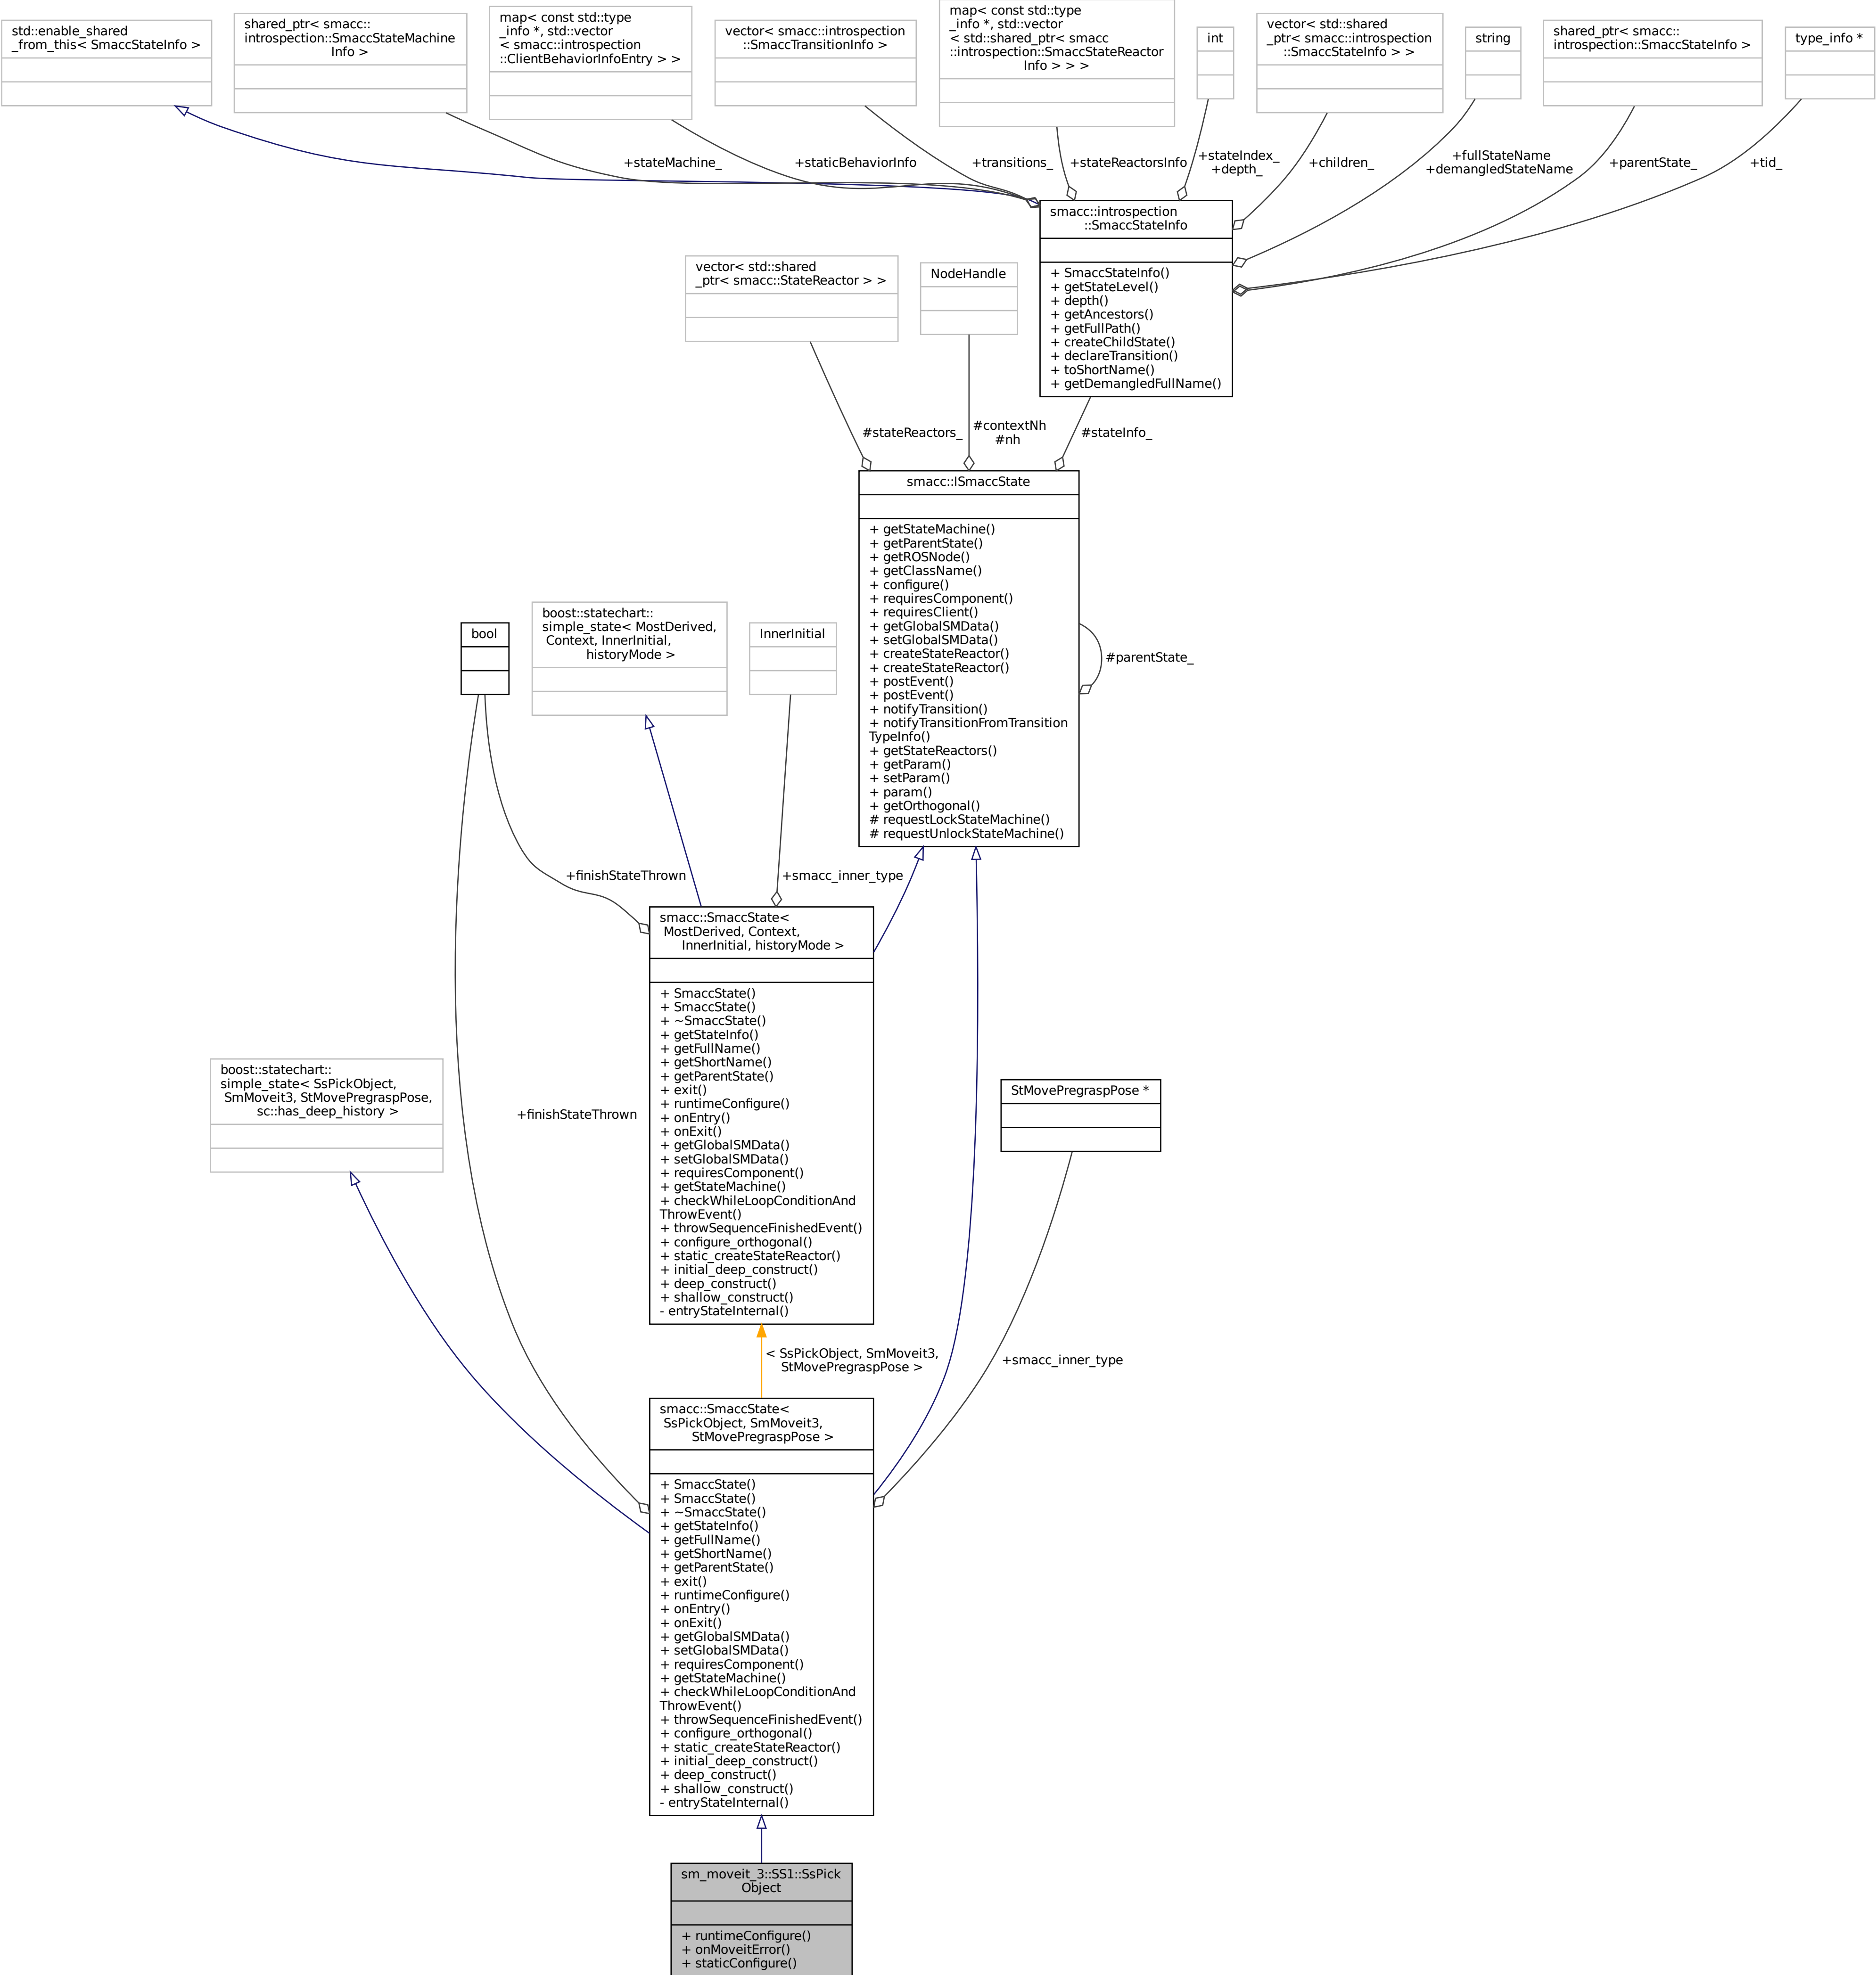 std::enable_shared
_from_this< SmaccStateInfo >
shared_ptr< smacc::
introspection::SmaccStateMachine
Info >
map< const std::type
_info *, std::vector
< smacc::introspection
::ClientBehaviorInfoEntry > >
vector< smacc::introspection
::SmaccTransitionInfo >
map< const std::type
_info *, std::vector
< std::shared_ptr< smacc
::introspection::SmaccStateReactor
Info > > >
int
vector< std::shared
_ptr< smacc::introspection
::SmaccStateInfo > >
string
shared_ptr< smacc::
introspection::SmaccStateInfo >
type_info *
+stateMachine_
+staticBehaviorInfo
+transitions_
+stateReactorsInfo
+stateIndex_
+depth_
+children_
+fullStateName
+demangledStateName
+parentState_
+tid_
smacc::introspection
::SmaccStateInfo
+ SmaccStateInfo()
+ getStateLevel()
+ depth()
+ getAncestors()
+ getFullPath()
+ createChildState()
+ declareTransition()
+ toShortName()
+ getDemangledFullName()
vector< std::shared
_ptr< smacc::StateReactor > >
NodeHandle
#stateReactors_
#contextNh
#nh
#stateInfo_
smacc::ISmaccState
+ getStateMachine()
+ getParentState()
+ getROSNode()
+ getClassName()
+ configure()
+ requiresComponent()
+ requiresClient()
+ getGlobalSMData()
+ setGlobalSMData()
+ createStateReactor()
+ createStateReactor()
+ postEvent()
+ postEvent()
+ notifyTransition()
+ notifyTransitionFromTransition
TypeInfo()
+ getStateReactors()
+ getParam()
+ setParam()
+ param()
+ getOrthogonal()
# requestLockStateMachine()
# requestUnlockStateMachine()
#parentState_
bool
boost::statechart::
simple_state< MostDerived,
Context, InnerInitial,
historyMode >
InnerInitial
+finishStateThrown
+smacc_inner_type
smacc::SmaccState<
MostDerived, Context,
InnerInitial, historyMode >
+ SmaccState()
+ SmaccState()
+ ~SmaccState()
+ getStateInfo()
+ getFullName()
+ getShortName()
+ getParentState()
+ exit()
+ runtimeConfigure()
+ onEntry()
+ onExit()
+ getGlobalSMData()
+ setGlobalSMData()
+ requiresComponent()
+ getStateMachine()
+ checkWhileLoopConditionAnd
ThrowEvent()
+ throwSequenceFinishedEvent()
+ configure_orthogonal()
+ static_createStateReactor()
+ initial_deep_construct()
+ deep_construct()
+ shallow_construct()
- entryStateInternal()
boost::statechart::
simple_state< SsPickObject,
SmMoveit3, StMovePregraspPose,
sc::has_deep_history >
+finishStateThrown
StMovePregraspPose *
< SsPickObject, SmMoveit3,
StMovePregraspPose >
+smacc_inner_type
smacc::SmaccState<
SsPickObject, SmMoveit3,
StMovePregraspPose >
+ SmaccState()
+ SmaccState()
+ ~SmaccState()
+ getStateInfo()
+ getFullName()
+ getShortName()
+ getParentState()
+ exit()
+ runtimeConfigure()
+ onEntry()
+ onExit()
+ getGlobalSMData()
+ setGlobalSMData()
+ requiresComponent()
+ getStateMachine()
+ checkWhileLoopConditionAnd
ThrowEvent()
+ throwSequenceFinishedEvent()
+ configure_orthogonal()
+ static_createStateReactor()
+ initial_deep_construct()
+ deep_construct()
+ shallow_construct()
- entryStateInternal()
sm_moveit_3::SS1::SsPick
Object
+ runtimeConfigure()
+ onMoveitError()
+ staticConfigure()